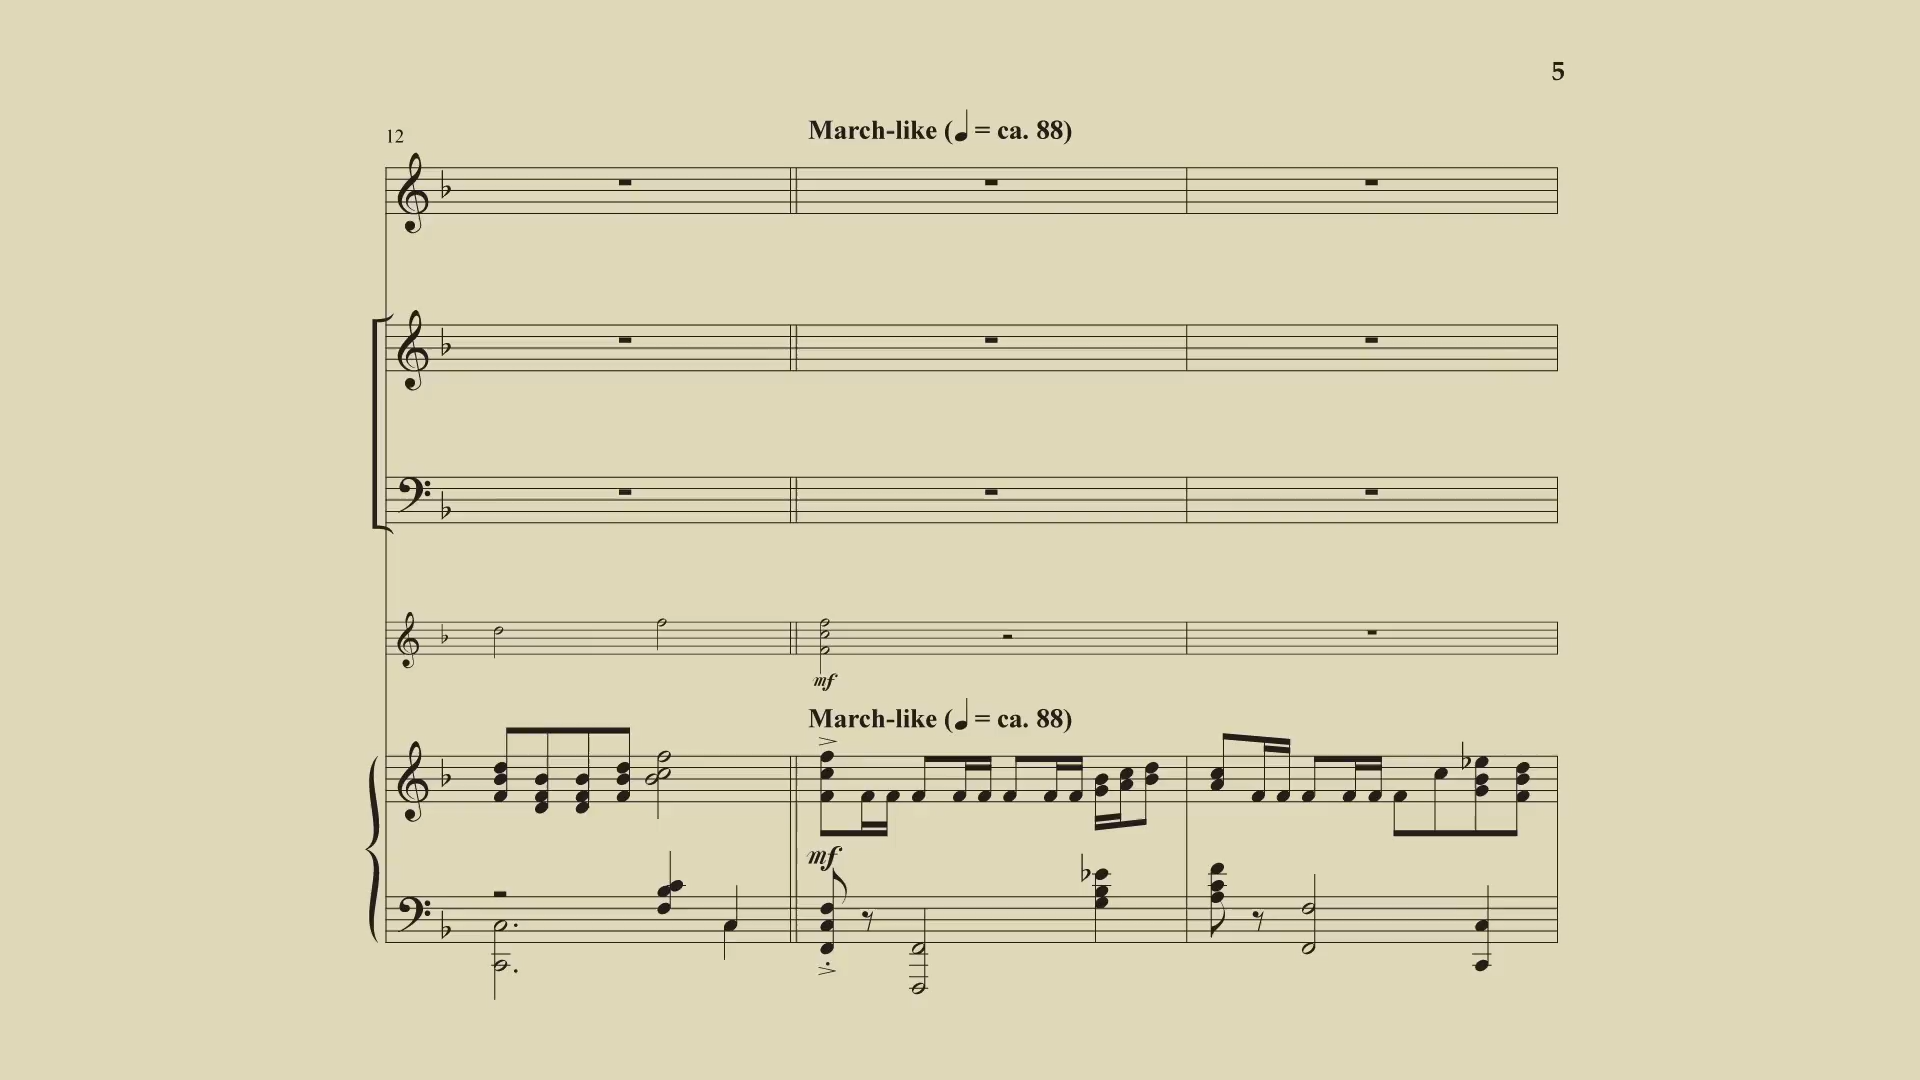 5
12
March-like (♩ = ca. 88)
mf
March-like (♩ = ca. 88)
mf